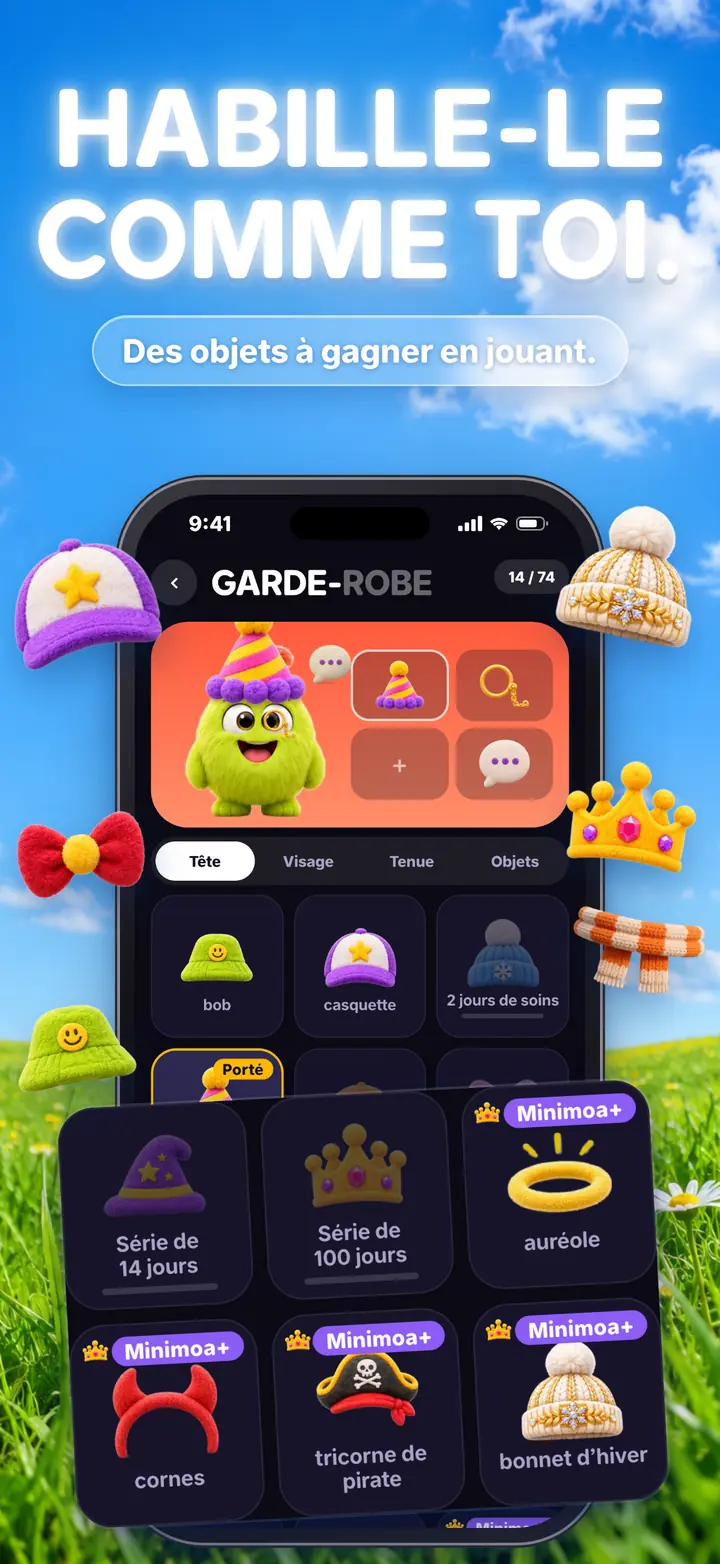 HABILLE-LE
COMME TOI.
Des objets à gagner en jouant.
9:41
GARDE-ROBE
14 / 74
+
Tête
Visage
Tenue
Objets
bob
casquette
2 jours de soins
Porté
Minimoa+
Série de
14 jours
Série de
100 jours
auréole
Minimoa+
Minimoa+
Minimoa+
cornes
tricorne de
pirate
bonnet d’hiver